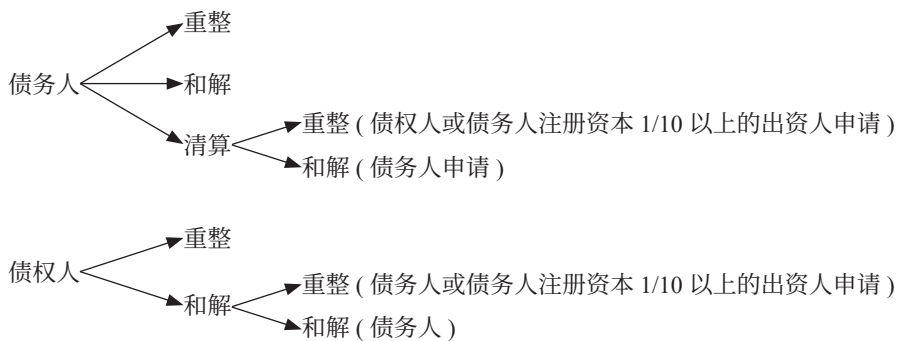 重整
债务人
和解
重整 ( 债权人或债务人注册资本 1/10 以上的出资人申请 )
清算
和解 ( 债务人申请 )
重整
债权人
重整 ( 债务人或债务人注册资本 1/10 以上的出资人申请 )
和解
和解 ( 债务人 )